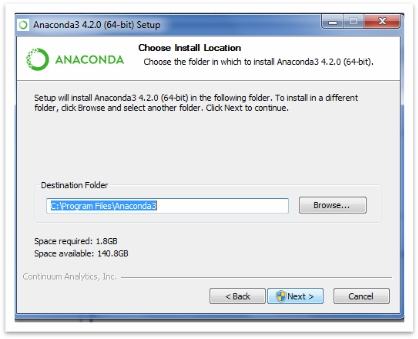 Anaconda3 4.2.0 (64-bit) Setup
ANACONDA
Choose Install Location
Choose the folder in which to install Anaconda3 4.2.0 (64-bit).
Setup will install Anaconda3 4.2.0 (64-bit) in the following folder. To install in a different
folder, click Browse and select another folder. Click Next to continue.
Destination Folder
C:\Program Files\Anaconda3
Browse...
Space required: 1.8GB
Space available: 140.8GB
Continuum Analytics, Inc.
< Back
Next >
Cancel